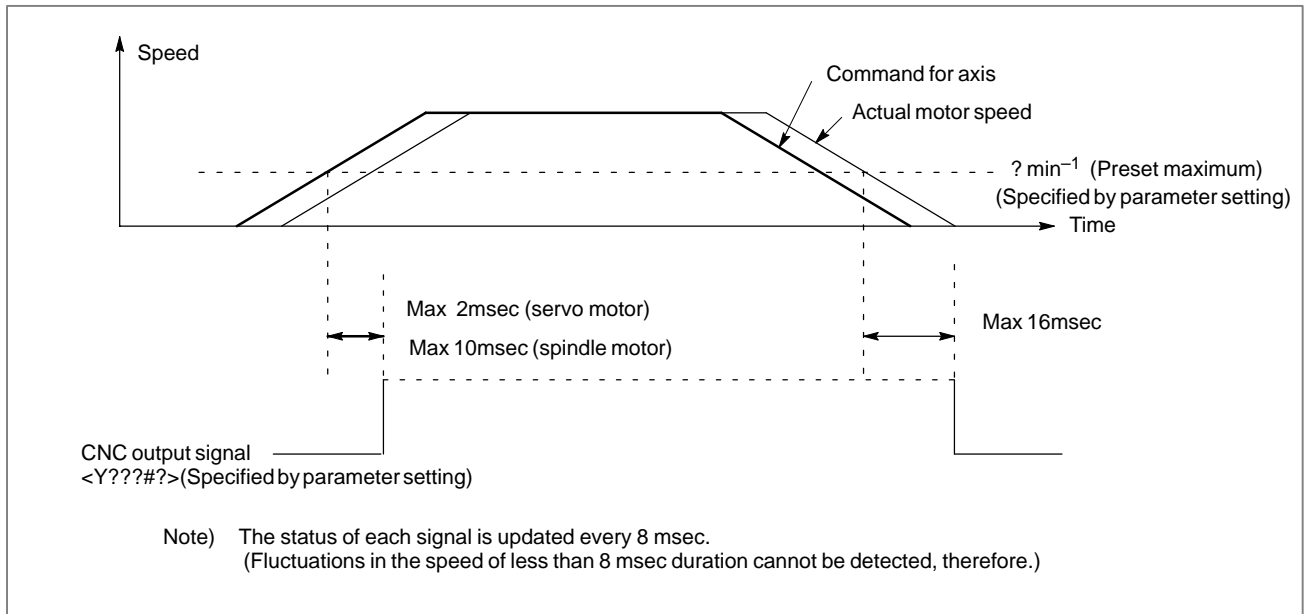 Speed
Command for axis
Actual motor speed
? min–1 (Preset maximum)
(Specified by parameter setting)
Time
Max 2msec (servo motor)
Max 10msec (spindle motor)
Max 16msec
CNC output signal
<Y???#?>(Specified by parameter setting)
Note) The status of each signal is updated every 8 msec.
(Fluctuations in the speed of less than 8 msec duration cannot be detected, therefore.)